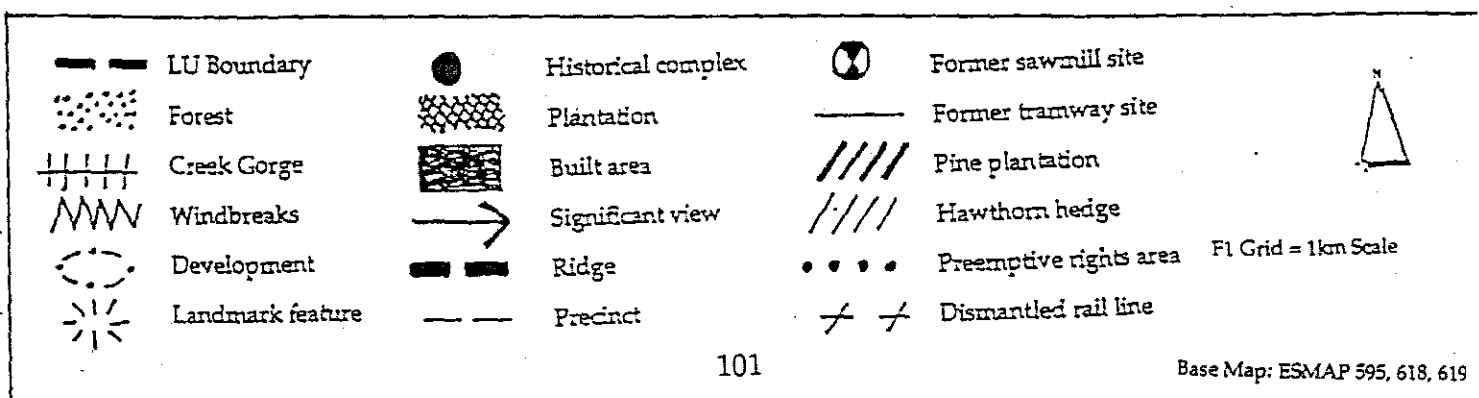 LU Boundary
Forest
Creek Gorge
Windbreaks
Development
Landmark feature
Historical complex
Plantation
Built area
Significant view
Ridge
Precinct
Former sawmill site
Former tramway site
Pine plantation
Hawthorn hedge
Preemptive rights area
Dismantled rail line
N
F1 Grid = 1km Scale
101
Base Map: ESMAP 595, 618, 619